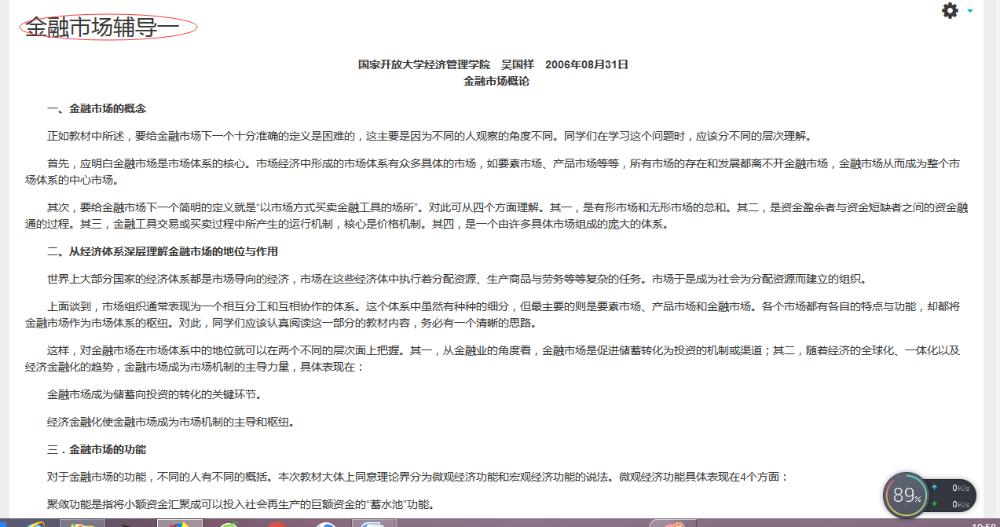 金融市场辅导一
国家开放大学经济管理学院　吴国祥　2006年08月31日
金融市场概论
一、金融市场的概念
正如教材中所述，要给金融市场下一个十分准确的定义是困难的，这主要是因为不同的人观察的角度不同。同学们在学习这个问题时，应该分不同的层次理解。
首先，应明白金融市场是市场体系的核心。市场经济中形成的市场体系有众多具体的市场，如要素市场、产品市场等等，所有市场的存在和发展都离不开金融市场，金融市场从而成为整个市
场体系的中心市场。
其次，要给金融市场下一个简明的定义就是“以市场方式买卖金融工具的场所”。对此可从四个方面理解。其一，是有形市场和无形市场的总和。其二，是资金盈余者与资金短缺者之间的资金融
通的过程。其三，金融工具交易或买卖过程中所产生的运行机制，核心是价格机制。其四，是一个由许多具体市场组成的庞大的体系。
二、从经济体系深层理解金融市场的地位与作用
世界上大部分国家的经济体系都是市场导向的经济，市场在这些经济体中执行着分配资源、生产商品与劳务等等复杂的任务。市场于是成为社会为分配资源而建立的组织。
上面谈到，市场组织通常表现为一个相互分工和互相协作的体系。这个体系中虽然有种种的细分，但最主要的则是要素市场、产品市场和金融市场。各个市场都有各自的特点与功能，却都将
金融市场作为市场体系的枢纽。对此，同学们应该认真阅读这一部分的教材内容，务必有一个清晰的思路。
这样，对金融市场在市场体系中的地位就可以在两个不同的层次面上把握。其一，从金融业的角度看，金融市场是促进储蓄转化为投资的机制或渠道；其二，随着经济的全球化、一体化以及
经济金融化的趋势，金融市场成为市场机制的主导力量，具体表现在：
金融市场成为储蓄向投资的转化的关键环节。
经济金融化使金融市场成为市场机制的主导和枢纽。
三．金融市场的功能
对于金融市场的功能，不同的人有不同的概括。本次教材大体上同意理论界分为微观经济功能和宏观经济功能的说法。微观经济功能具体表现在4个方面：
聚敛功能是指将小额资金汇聚成可以投入社会再生产的巨额资金的“蓄水池”功能。
89%
0K/s
0K/s